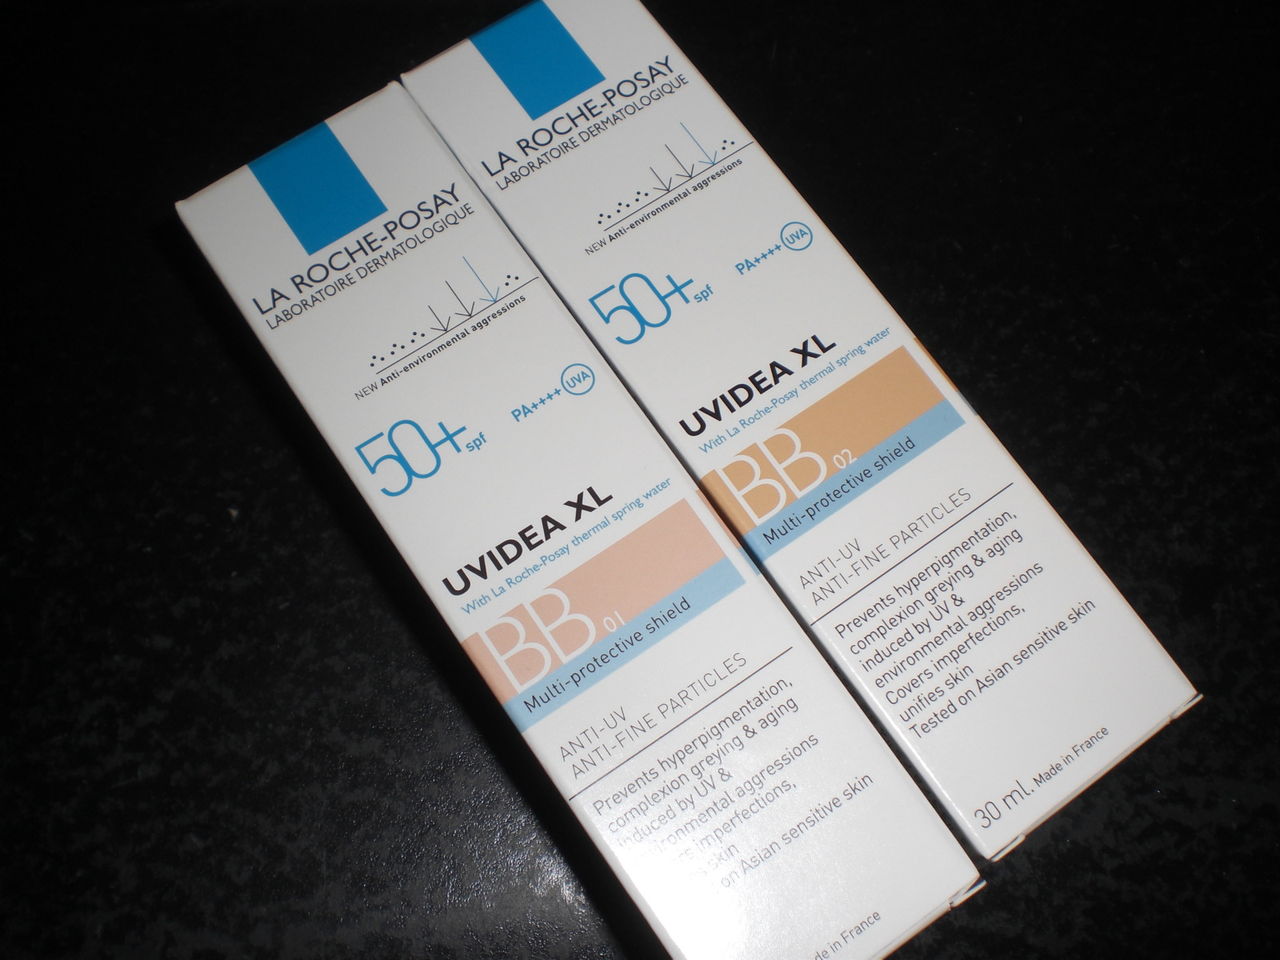 LA ROCHE-POSAY
LABORATOIRE DERMATOLOGIQUE
NEW Anti-environmental aggressions
50+ spf
PA++++ UVA
UVIDEA XL
With La Roche-Posay thermal spring water
BB 01
Multi-protective shield
ANTI-UV
ANTI-FINE PARTICLES
Prevents hyperpigmentation,
complexion greying & aging
induced by UV &
aggressions
imperfections,
skin
on Asian sensitive skin
in France
LA ROCHE-POSAY
LABORATOIRE DERMATOLOGIQUE
NEW Anti-environmental aggressions
50+ spf
PA++++ UVA
UVIDEA XL
With La Roche-Posay thermal spring water
BB 02
Multi-protective shield
ANTI-UV
ANTI-FINE PARTICLES
Prevents hyperpigmentation,
complexion greying & aging
induced by UV &
environmental aggressions
Covers imperfections,
unifies skin
Tested on Asian sensitive skin
30 ml. Made in France